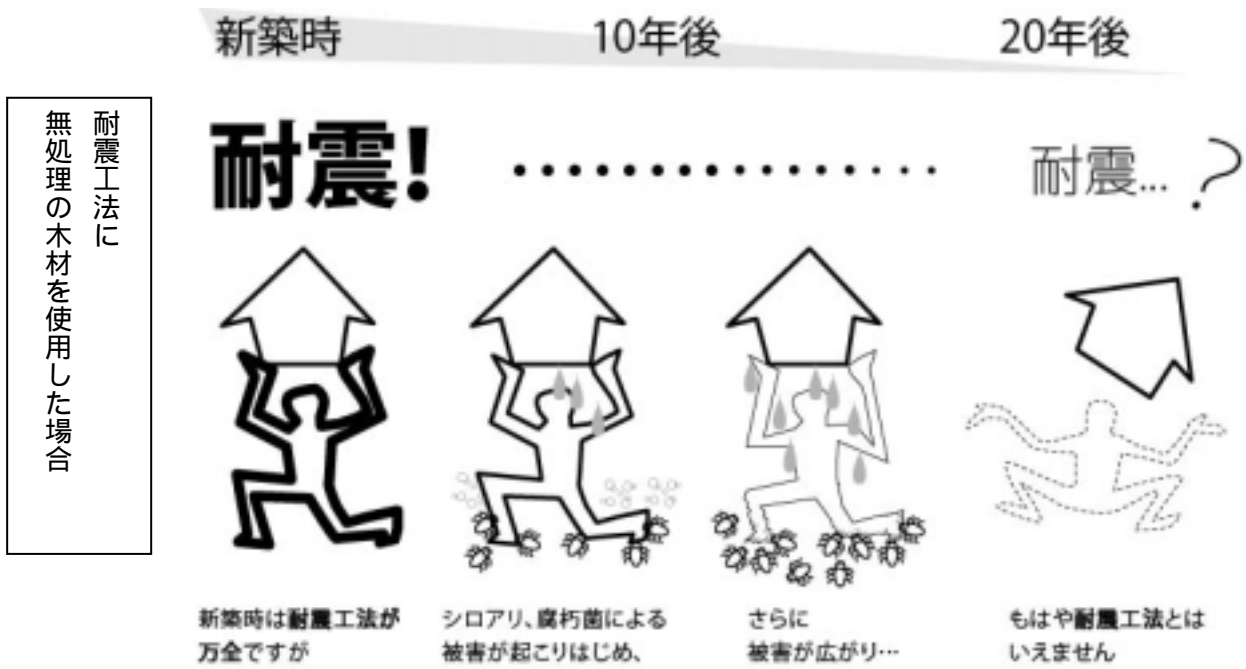 新築時
10年後
20年後
耐震工法に
無処理の木材を使用した場合
耐震!
耐震...?
新築時は耐震工法が
万全ですが
シロアリ、腐朽菌による
被害が起こりはじめ、
さらに
被害が広がり…
もはや耐震工法とは
いえません